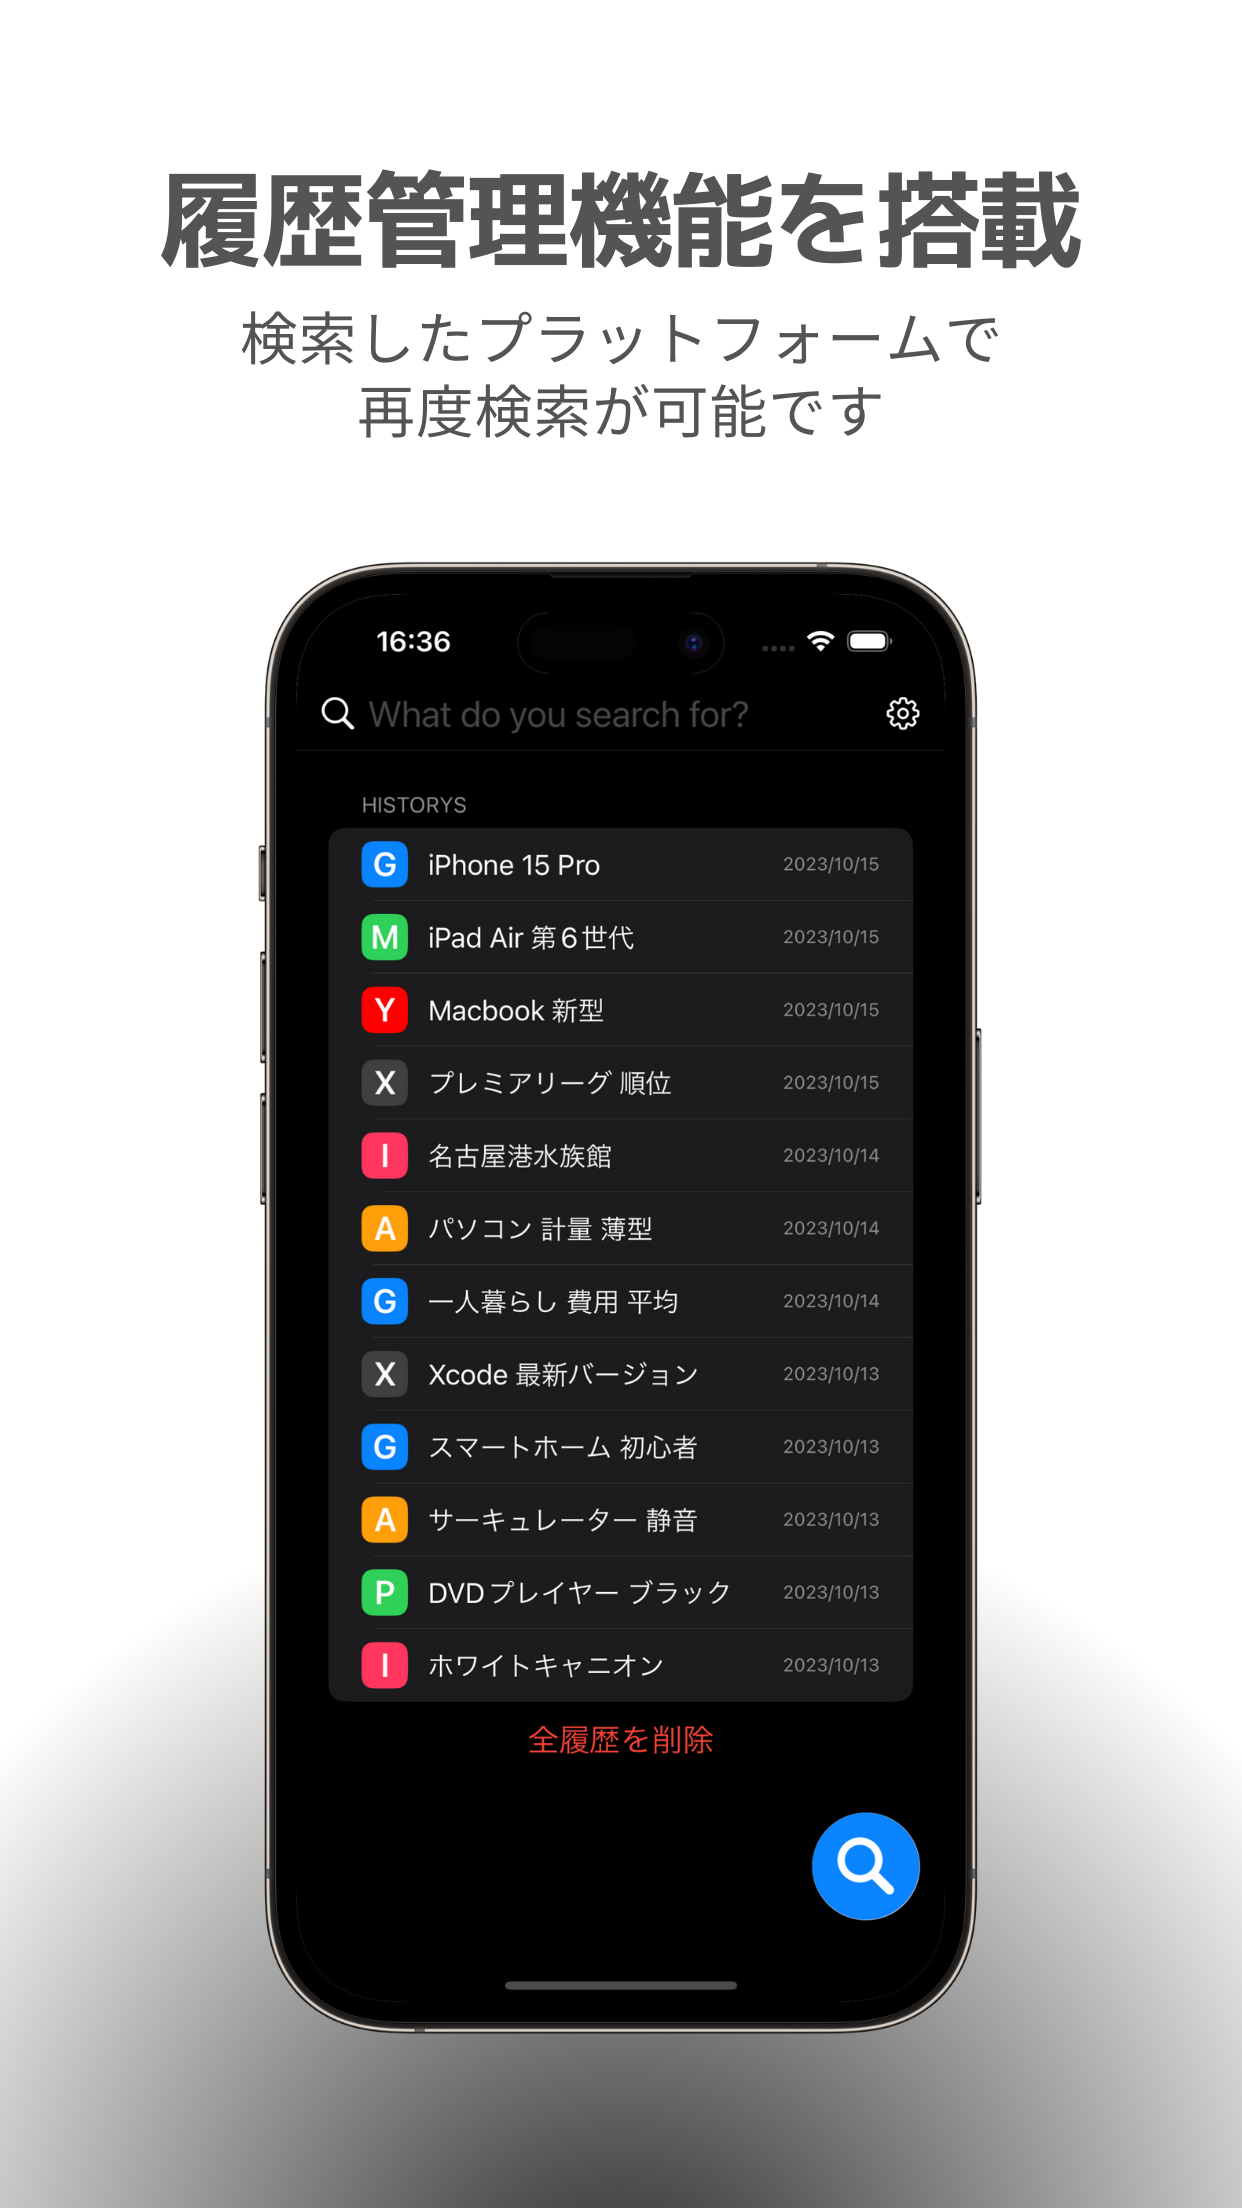 履歴管理機能を搭載
検索したプラットフォームで
再度検索が可能です
16:36
What do you search for?
HISTORYS
G iPhone 15 Pro 2023/10/15
M iPad Air 第6世代 2023/10/15
Y Macbook 新型 2023/10/15
X プレミアリーグ 順位 2023/10/15
I 名古屋港水族館 2023/10/14
A パソコン 計量 薄型 2023/10/14
G 一人暮らし 費用 平均 2023/10/14
X Xcode 最新バージョン 2023/10/13
G スマートホーム 初心者 2023/10/13
A サーキュレーター 静音 2023/10/13
P DVDプレイヤー ブラック 2023/10/13
I ホワイトキャニオン 2023/10/13
全履歴を削除